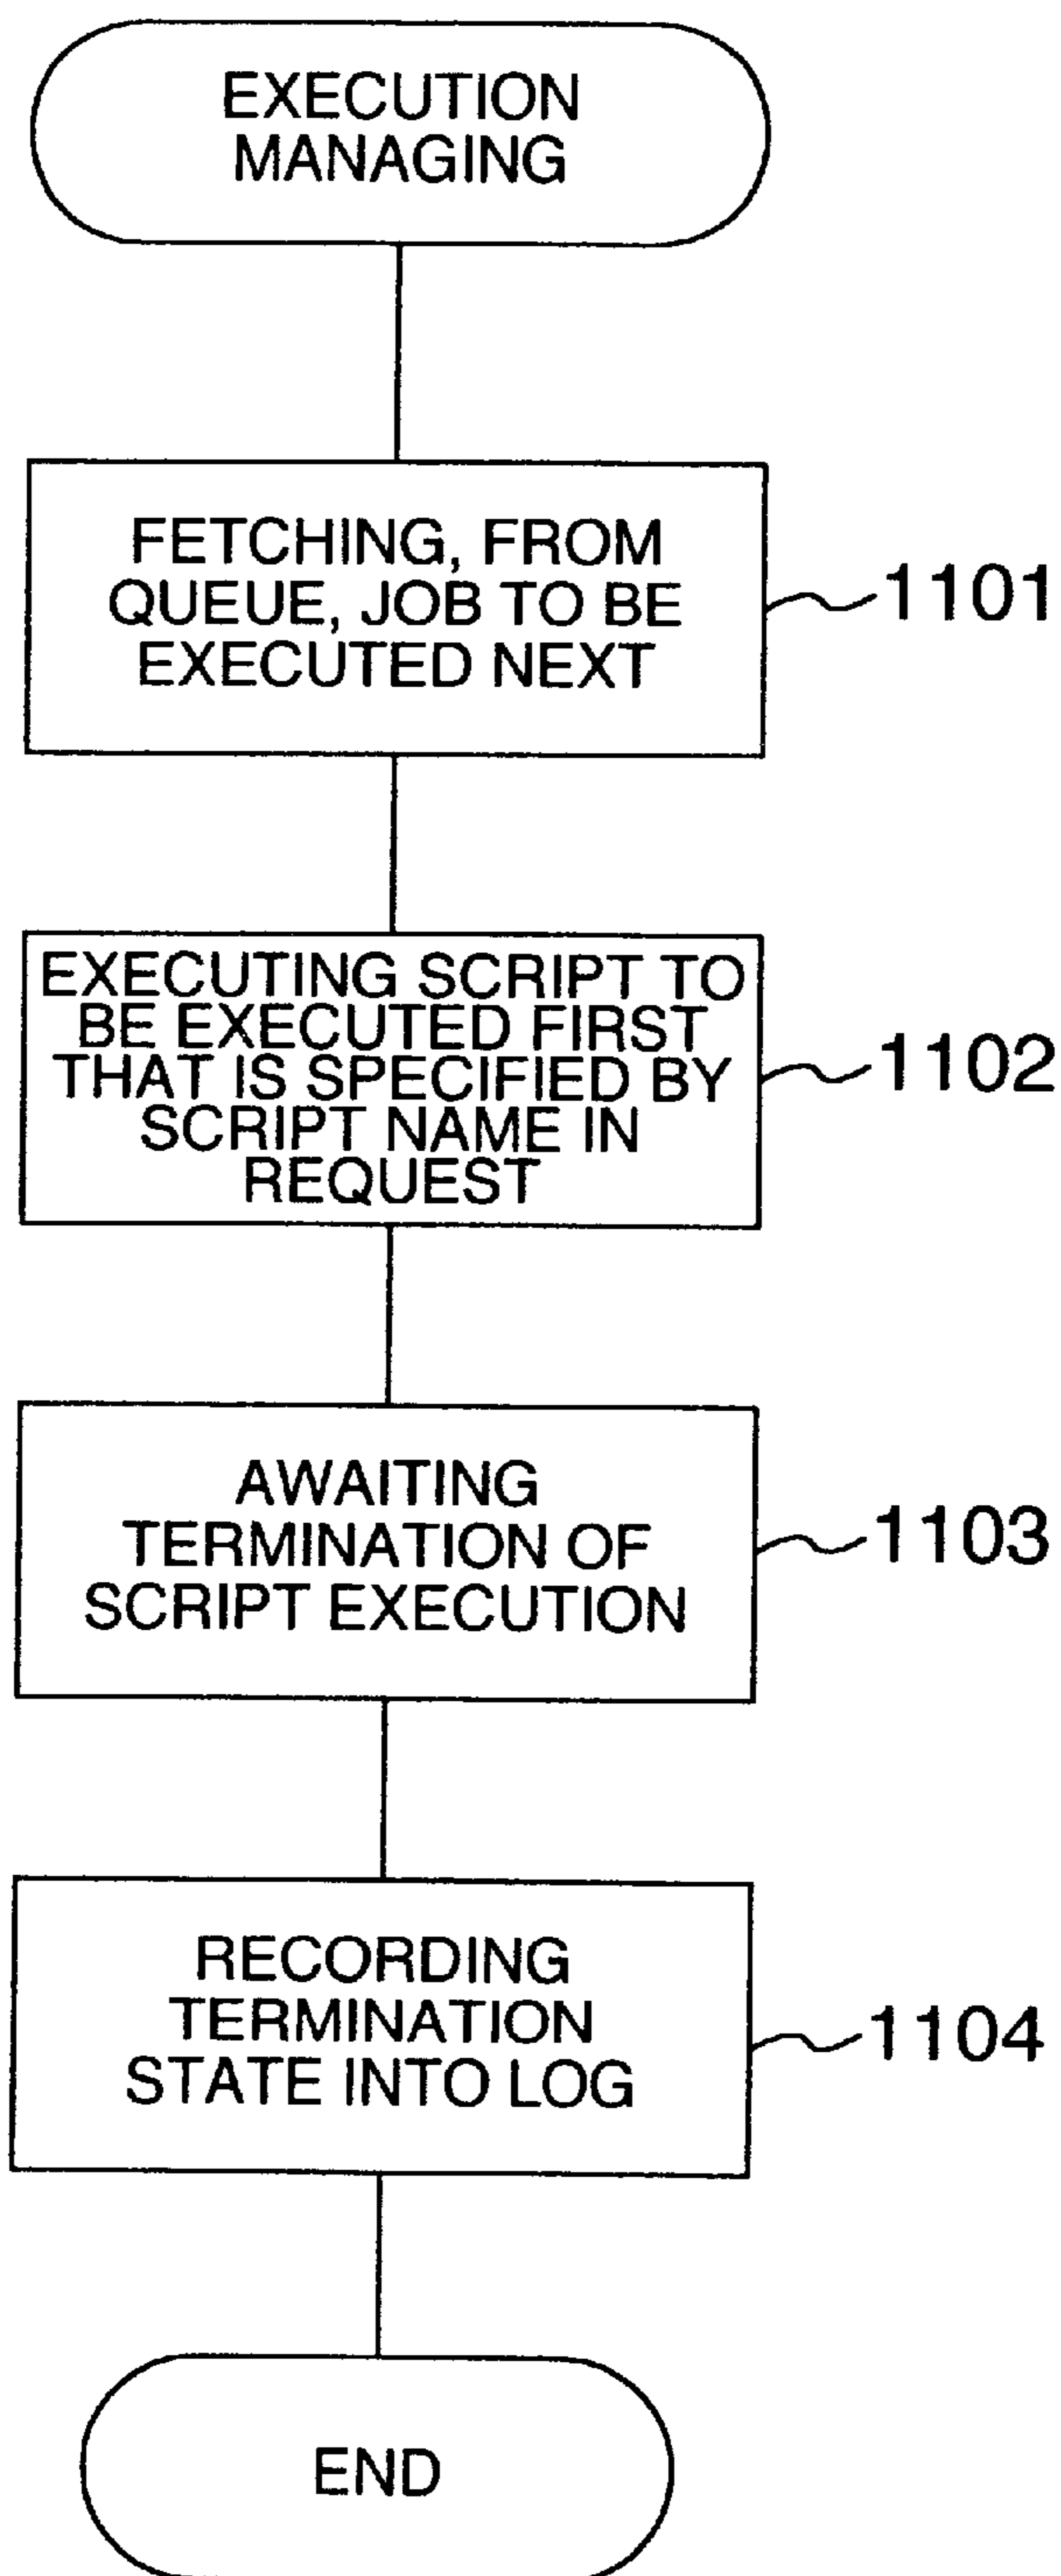 EXECUTION
MANAGING
FETCHING, FROM
QUEUE, JOB TO BE
EXECUTED NEXT
1101
EXECUTING SCRIPT TO
BE EXECUTED FIRST
THAT IS SPECIFIED BY
SCRIPT NAME IN
REQUEST
1102
AWAITING
TERMINATION OF
SCRIPT EXECUTION
1103
RECORDING
TERMINATION
STATE INTO LOG
1104
END